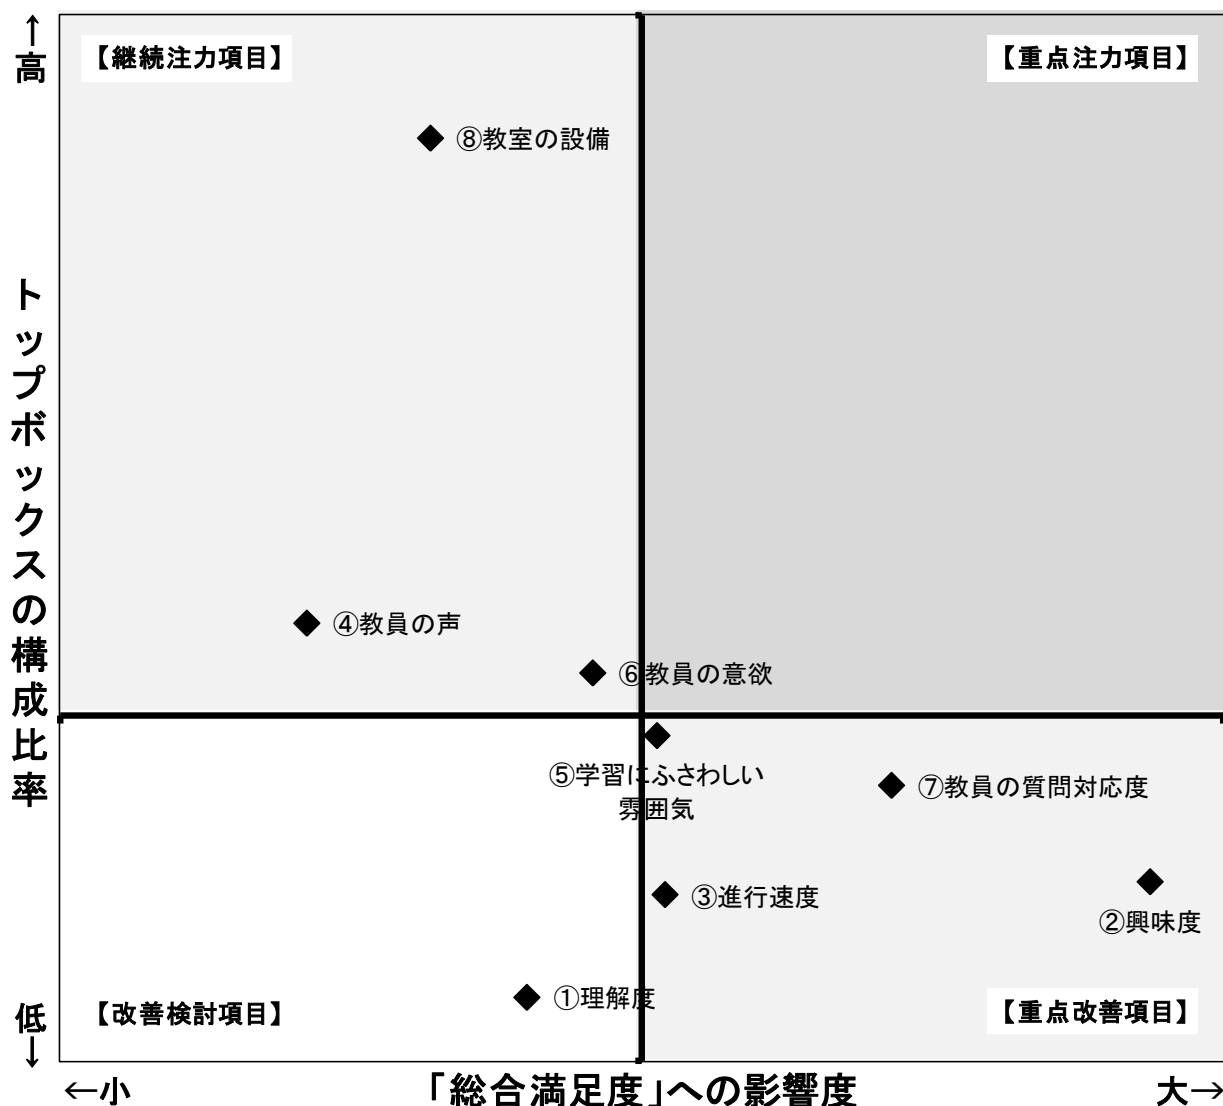 ↑
高
【継続注力項目】
【重点注力項目】
⑧教室の設備
トップボックスの構成比率
④教員の声
⑥教員の意欲
⑤学習にふさわしい
雰囲気
⑦教員の質問対応度
③進行速度
②興味度
①理解度
【改善検討項目】
【重点改善項目】
低
↓
←小
「総合満足度」への影響度
大→